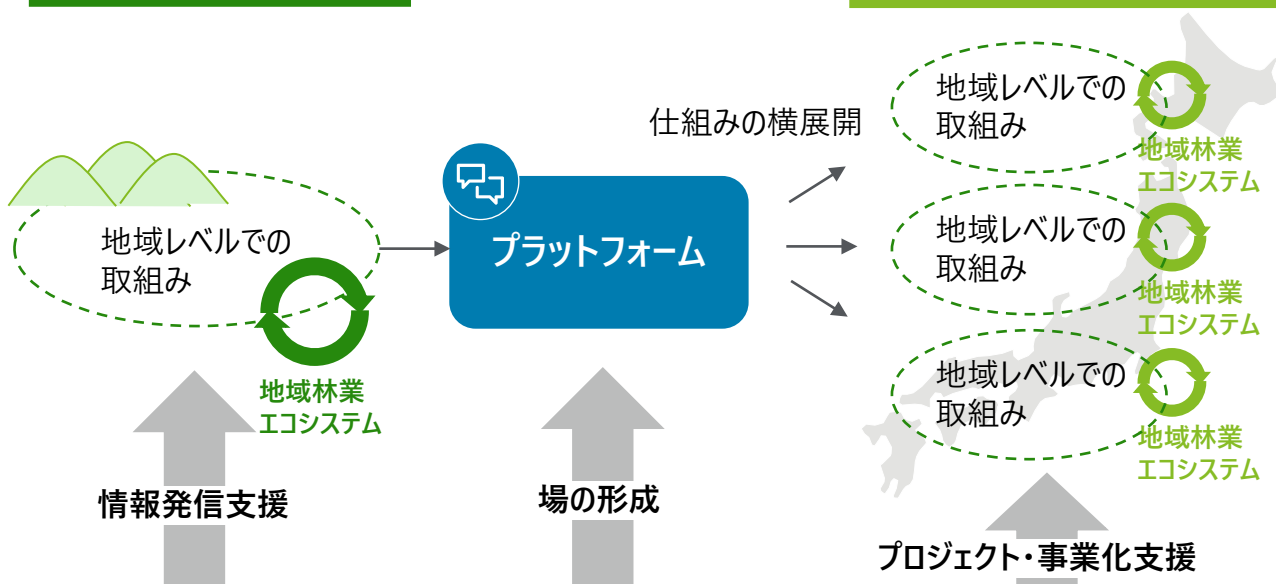 地域レベルでの
取組み
地域林業
エコシステム
情報発信支援
プラットフォーム
場の形成
仕組みの横展開
地域レベルでの
取組み
地域林業
エコシステム
地域レベルでの
取組み
地域林業
エコシステム
地域レベルでの
取組み
地域林業
エコシステム
プロジェクト・事業化支援